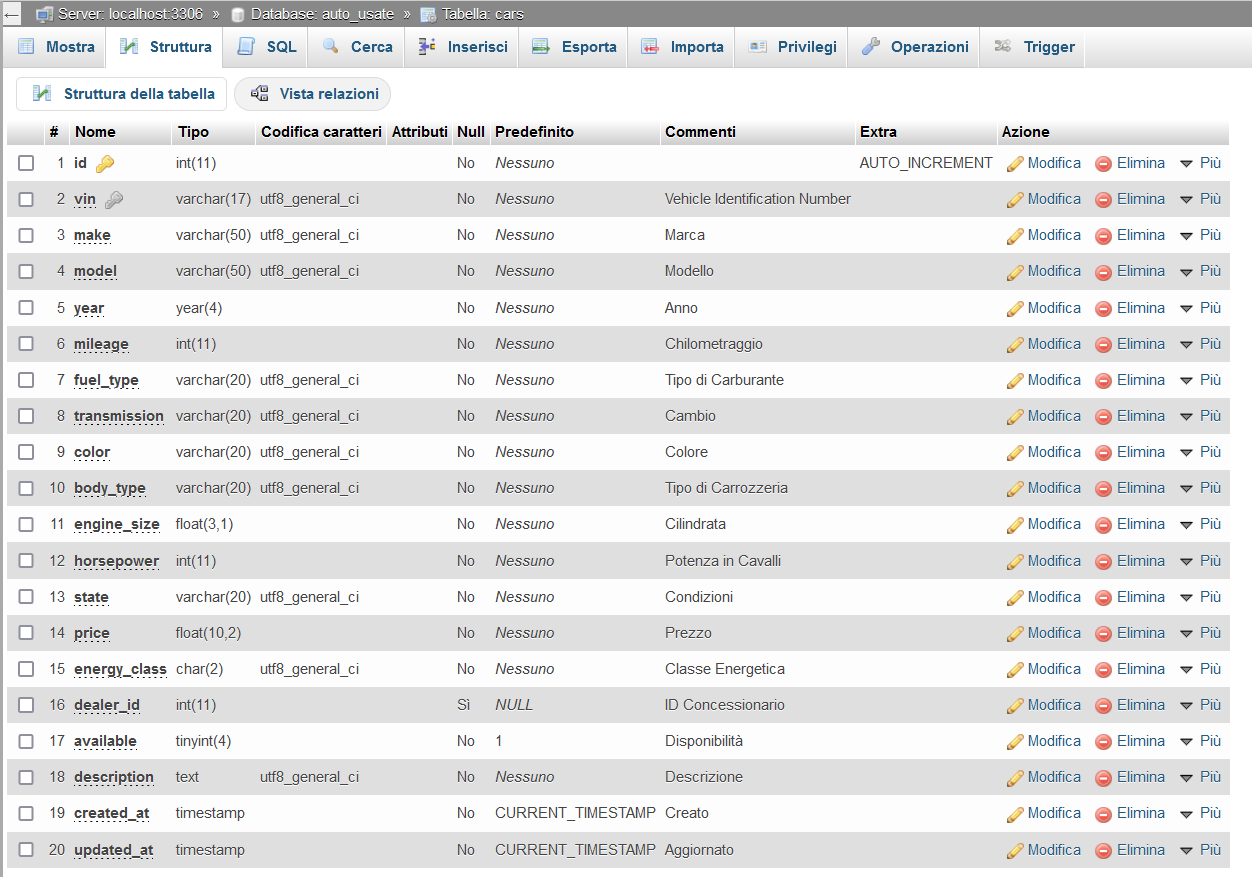 Server: localhost:3306 » Database: auto_usate » Tabella: cars
Mostra Struttura SQL Cerca Inserisci Esporta Importa Privilegi Operazioni Trigger
Struttura della tabella Vista relazioni
# Nome Tipo Codifica caratteri Attributi Null Predefinito Commenti Extra Azione
1 id int(11) No Nessuno AUTO_INCREMENT Modifica Elimina Più
2 vin varchar(17) utf8_general_ci No Nessuno Vehicle Identification Number Modifica Elimina Più
3 make varchar(50) utf8_general_ci No Nessuno Marca Modifica Elimina Più
4 model varchar(50) utf8_general_ci No Nessuno Modello Modifica Elimina Più
5 year year(4) No Nessuno Anno Modifica Elimina Più
6 mileage int(11) No Nessuno Chilometraggio Modifica Elimina Più
7 fuel_type varchar(20) utf8_general_ci No Nessuno Tipo di Carburante Modifica Elimina Più
8 transmission varchar(20) utf8_general_ci No Nessuno Cambio Modifica Elimina Più
9 color varchar(20) utf8_general_ci No Nessuno Colore Modifica Elimina Più
10 body_type varchar(20) utf8_general_ci No Nessuno Tipo di Carrozzeria Modifica Elimina Più
11 engine_size float(3,1) No Nessuno Cilindrata Modifica Elimina Più
12 horsepower int(11) No Nessuno Potenza in Cavalli Modifica Elimina Più
13 state varchar(20) utf8_general_ci No Nessuno Condizioni Modifica Elimina Più
14 price float(10,2) No Nessuno Prezzo Modifica Elimina Più
15 energy_class char(2) utf8_general_ci No Nessuno Classe Energetica Modifica Elimina Più
16 dealer_id int(11) Sì NULL ID Concessionario Modifica Elimina Più
17 available tinyint(4) No 1 Disponibilità Modifica Elimina Più
18 description text utf8_general_ci No Nessuno Descrizione Modifica Elimina Più
19 created_at timestamp No CURRENT_TIMESTAMP Creato Modifica Elimina Più
20 updated_at timestamp No CURRENT_TIMESTAMP Aggiornato Modifica Elimina Più